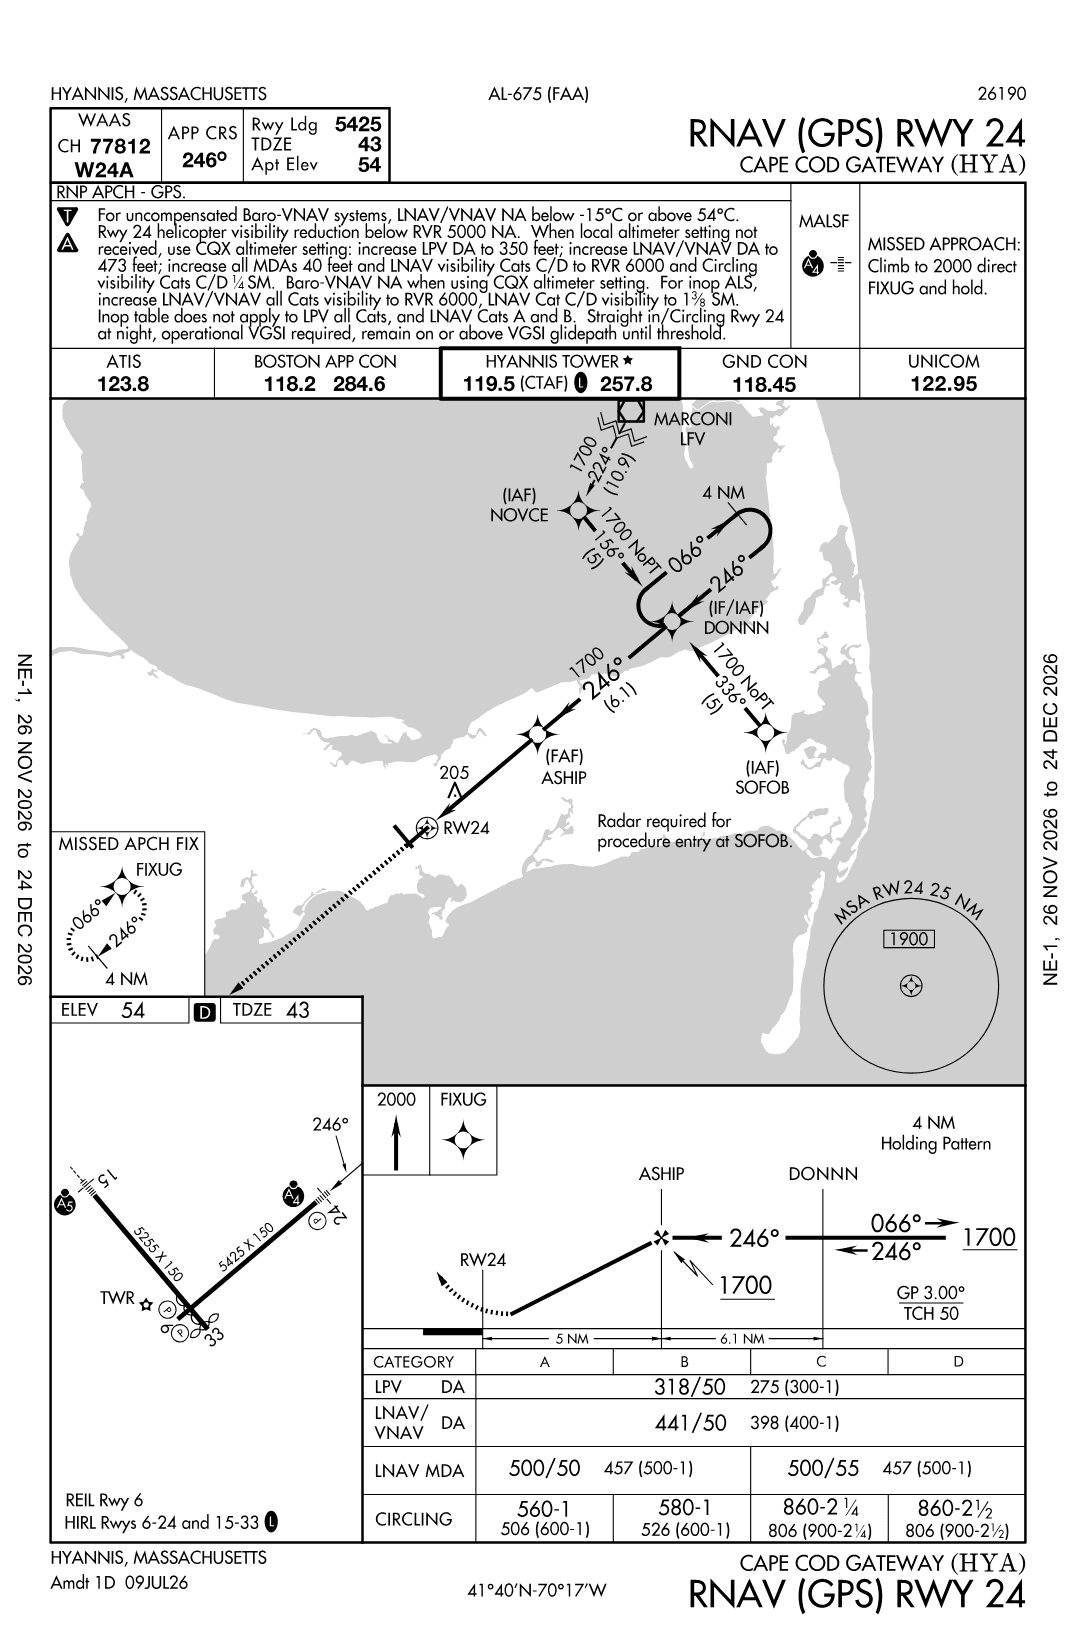 HYANNIS, MASSACHUSETTS
AL-675 (FAA)
26190
WAAS
CH 77812
W24A
APP CRS
246°
Rwy Ldg 5425
TDZE 43
Apt Elev 54
RNAV (GPS) RWY 24
CAPE COD GATEWAY (HYA)
RNP APCH - GPS.
T
A
For uncompensated Baro-VNAV systems, LNAV/VNAV NA below -15°C or above 54°C.
Rwy 24 helicopter visibility reduction below RVR 5000 NA. When local altimeter setting not
received, use CQX altimeter setting: increase LPV DA to 350 feet; increase LNAV/VNAV DA to
473 feet; increase all MDAs 40 feet and LNAV visibility Cats C/D to RVR 6000 and Circling
visibility Cats C/D ¼ SM. Baro-VNAV NA when using CQX altimeter setting. For inop ALS,
increase LNAV/VNAV all Cats visibility to RVR 6000, LNAV Cat C/D visibility to 1⅜ SM.
Inop table does not apply to LPV all Cats, and LNAV Cats A and B. Straight in/Circling Rwy 24
at night, operational VGSI required, remain on or above VGSI glidepath until threshold.
MALSF
A4
MISSED APPROACH:
Climb to 2000 direct
FIXUG and hold.
ATIS
123.8
BOSTON APP CON
118.2 284.6
HYANNIS TOWER ★
119.5 (CTAF) L 257.8
GND CON
118.45
UNICOM
122.95
MARCONI
LFV
1700
224°
(10.9)
(IAF)
NOVCE
1700 NoPT
156°
(5)
4 NM
066°
246°
(IF/IAF)
DONNN
1700
246°
(6.1)
1700 NoPT
336°
(5)
(IAF)
SOFOB
(FAF)
ASHIP
205
RW24
Radar required for
procedure entry at SOFOB.
MISSED APCH FIX
FIXUG
066°
246°
4 NM
MSA RW24 25 NM
1900
NE-1, 26 NOV 2026 to 24 DEC 2026
NE-1, 26 NOV 2026 to 24 DEC 2026
ELEV 54
D
TDZE 43
246°
15
A5
A4
24
P
5255 X 150
5425 X 150
TWR
P
6
P
33
REIL Rwy 6
HIRL Rwys 6-24 and 15-33 L
2000
FIXUG
4 NM
Holding Pattern
ASHIP
DONNN
066°
246°
246°
1700
1700
RW24
GP 3.00°
TCH 50
5 NM
6.1 NM
CATEGORY A B C D
LPV DA 318/50 275 (300-1)
LNAV/
VNAV DA 441/50 398 (400-1)
LNAV MDA 500/50 457 (500-1) 500/55 457 (500-1)
CIRCLING
560-1 580-1 860-2¼ 860-2½
506 (600-1) 526 (600-1) 806 (900-2¼) 806 (900-2½)
HYANNIS, MASSACHUSETTS
Amdt 1D 09JUL26
41°40'N-70°17'W
CAPE COD GATEWAY (HYA)
RNAV (GPS) RWY 24